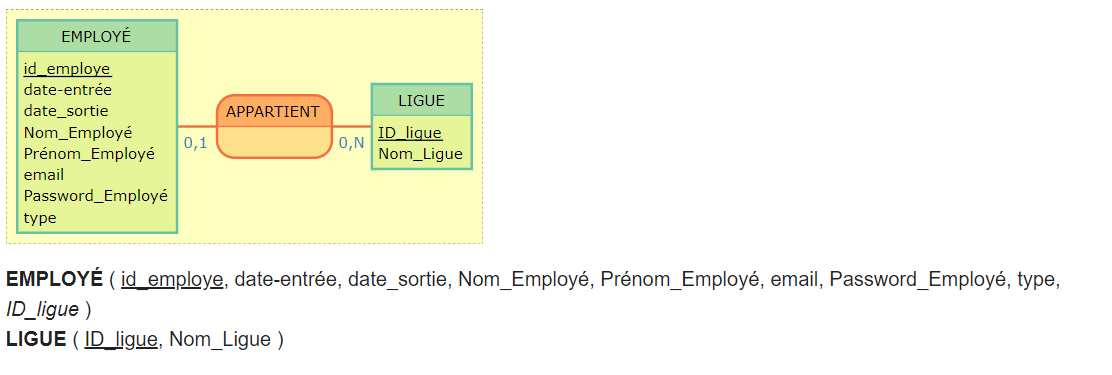 EMPLOYÉ
id_employe
date-entrée
date_sortie
Nom_Employé
Prénom_Employé
email
Password_Employé
type
0,1
APPARTIENT
0,N
LIGUE
ID_ligue
Nom_Ligue
EMPLOYÉ ( id_employe, date-entrée, date_sortie, Nom_Employé, Prénom_Employé, email, Password_Employé, type,
ID_ligue )
LIGUE ( ID_ligue, Nom_Ligue )